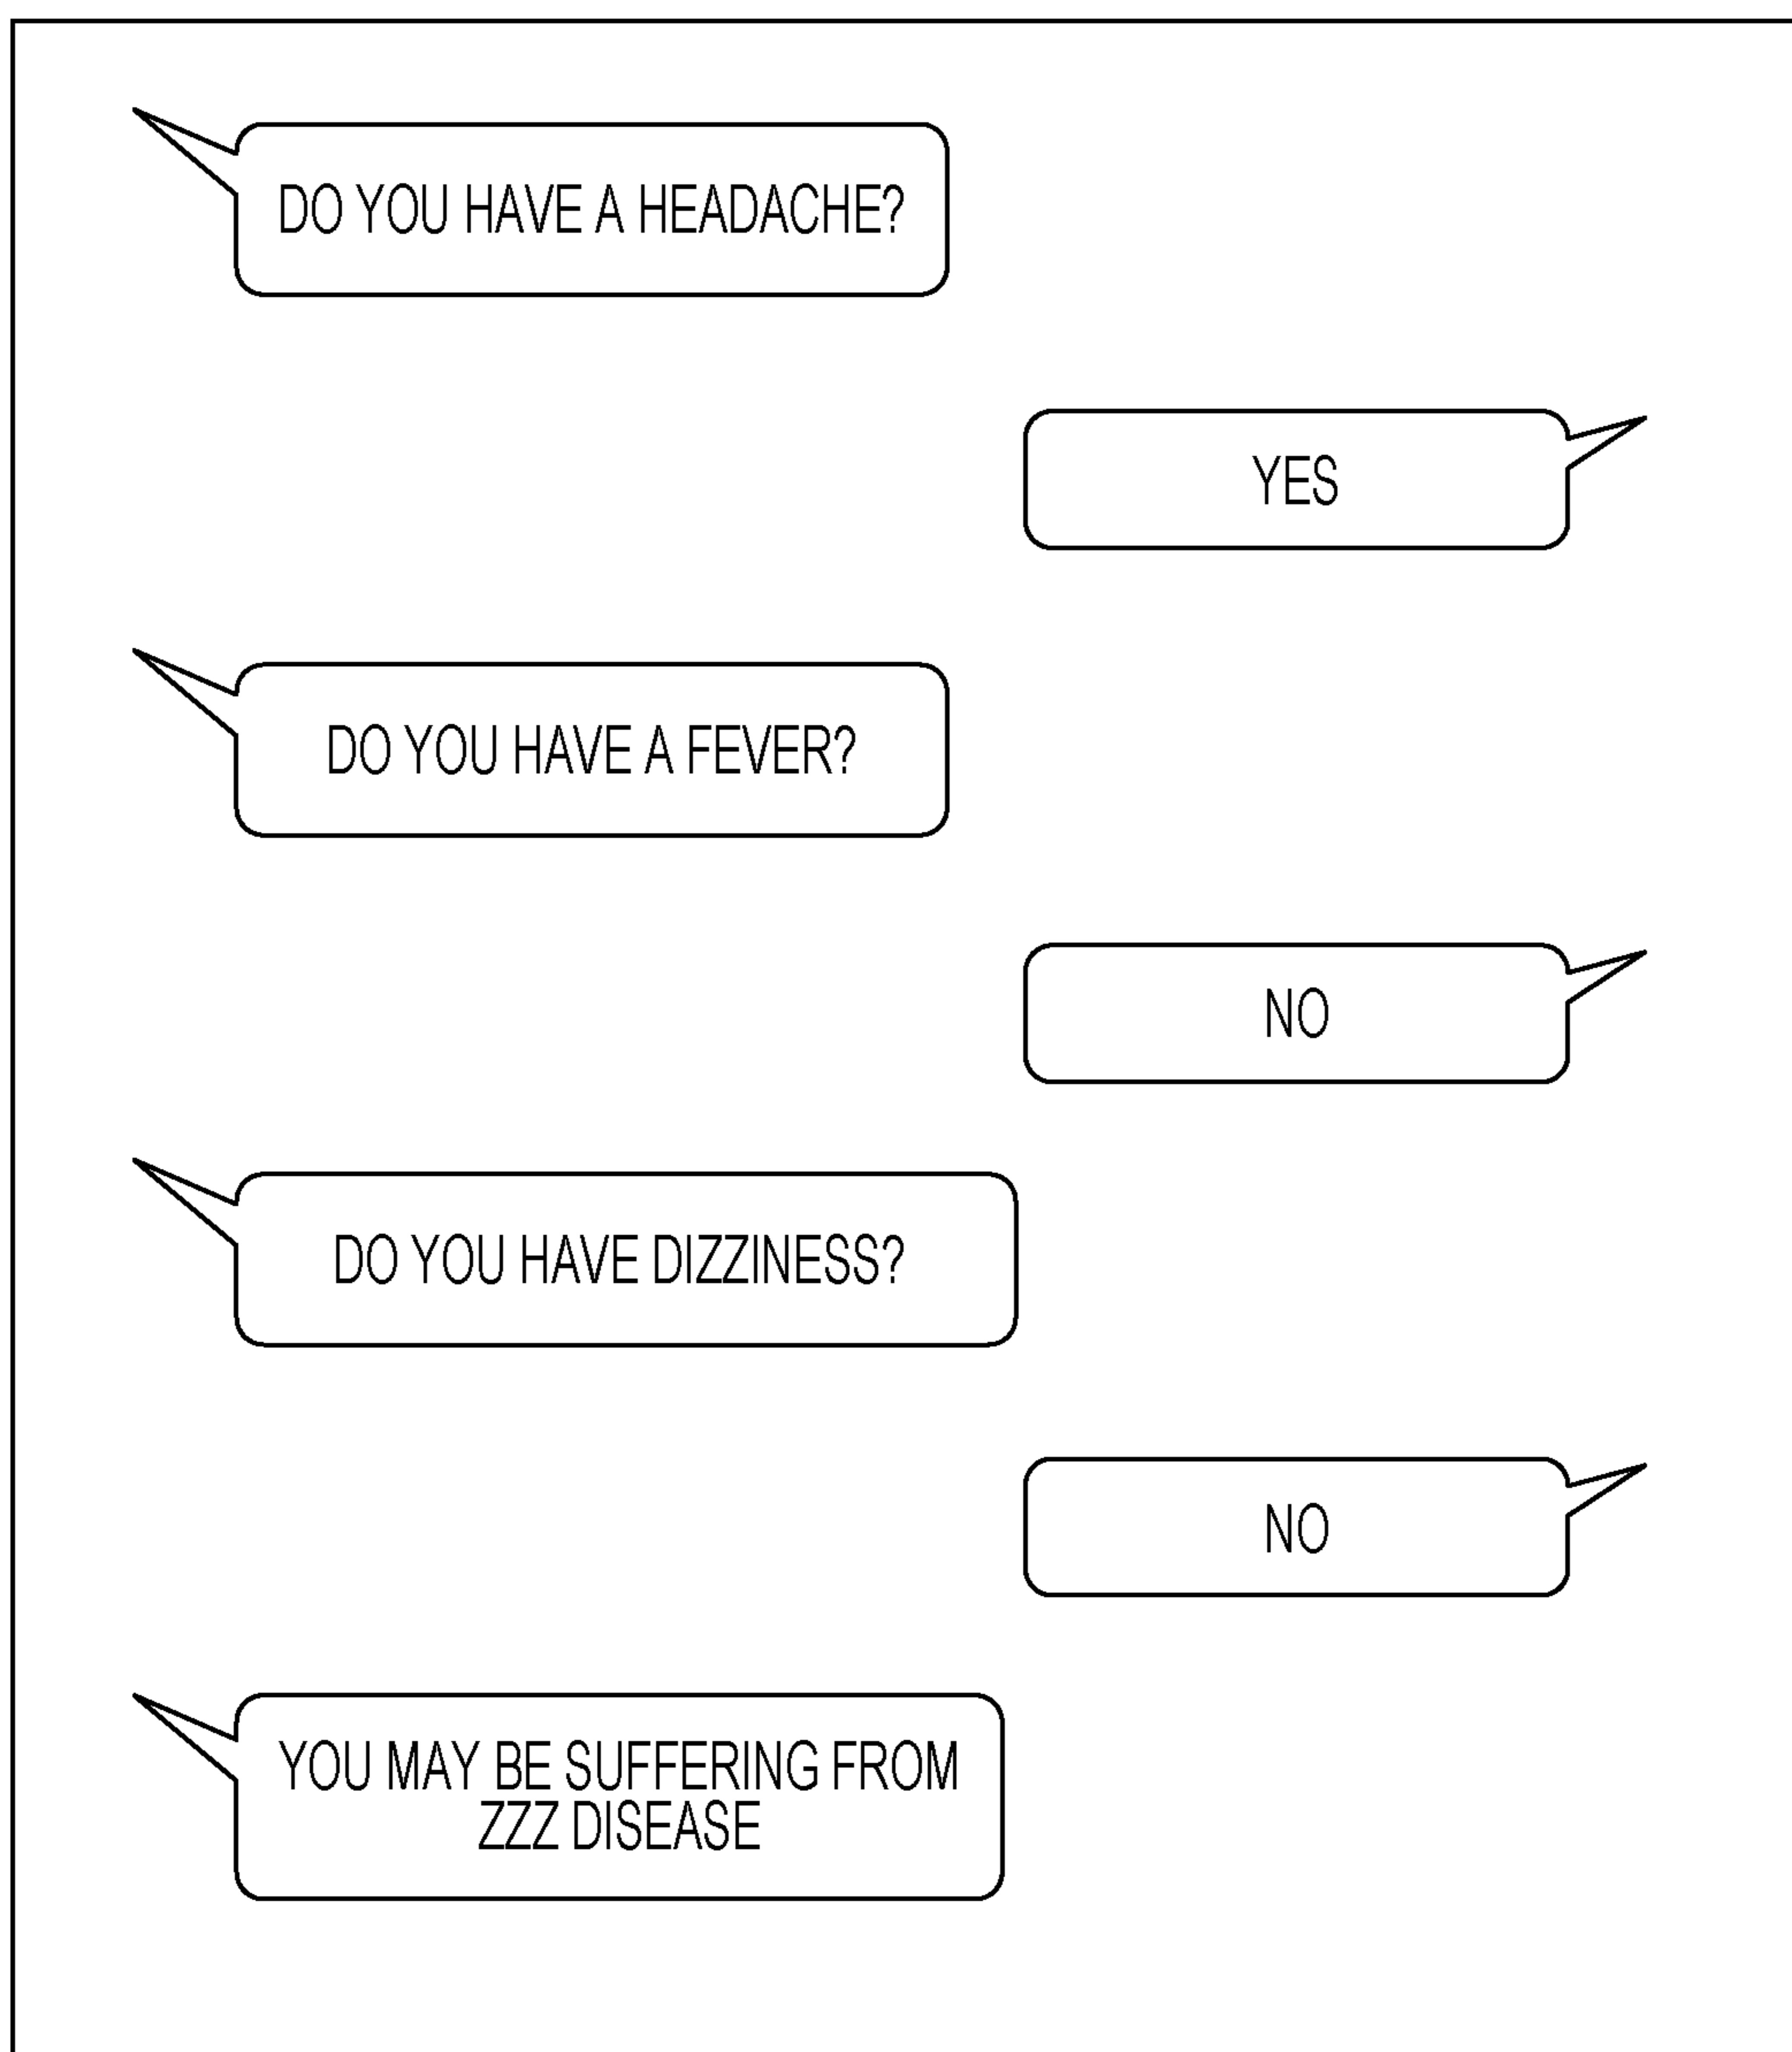 DO YOU HAVE A HEADACHE?
YES
DO YOU HAVE A FEVER?
NO
DO YOU HAVE DIZZINESS?
NO
YOU MAY BE SUFFERING FROM
ZZZ DISEASE